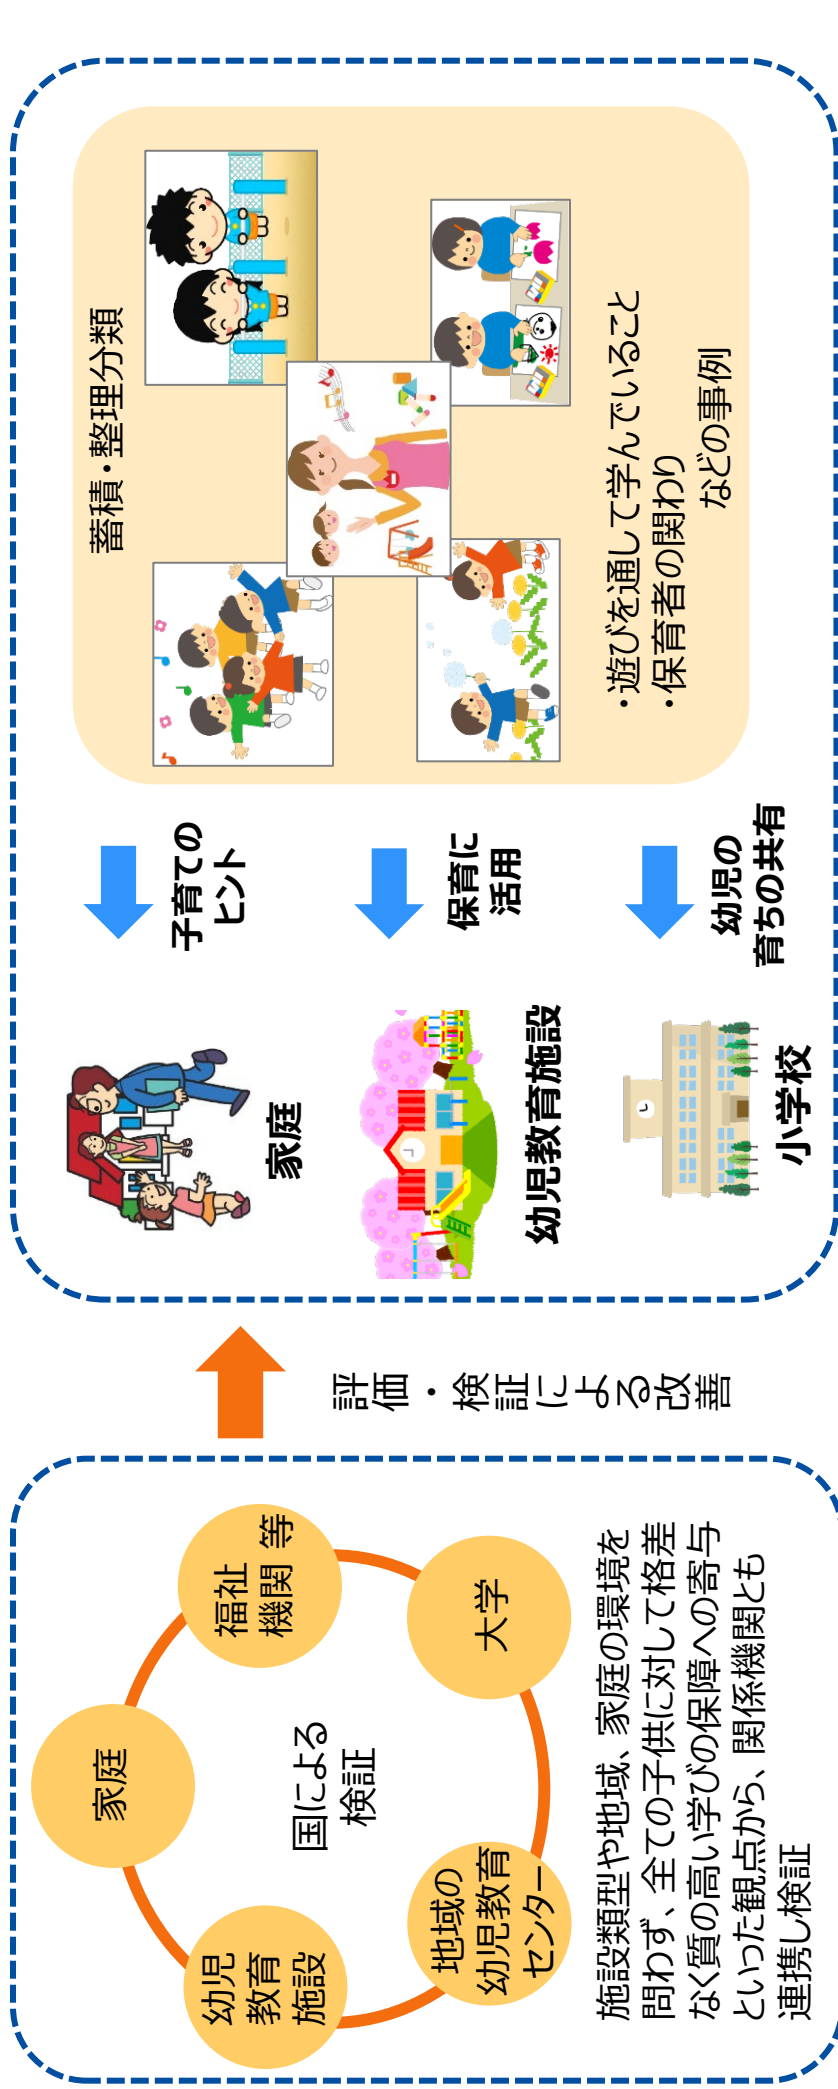 幼児
教育
施設
家庭
福祉
機関 等
地域の
幼児教育
センター
大学
国による
検証
施設類型や地域、家庭の環境を
問わず、全ての子供に対して格差
なく質の高い学びの保障への寄与
といった観点から、関係機関とも
連携し検証
評価・検証による改善
家庭
幼児教育施設
小学校
子育ての
ヒント
保育に
活用
幼児の
育ちの共有
蓄積・整理分類
・遊びを通して学んでいること
・保育者の関わり
などの事例